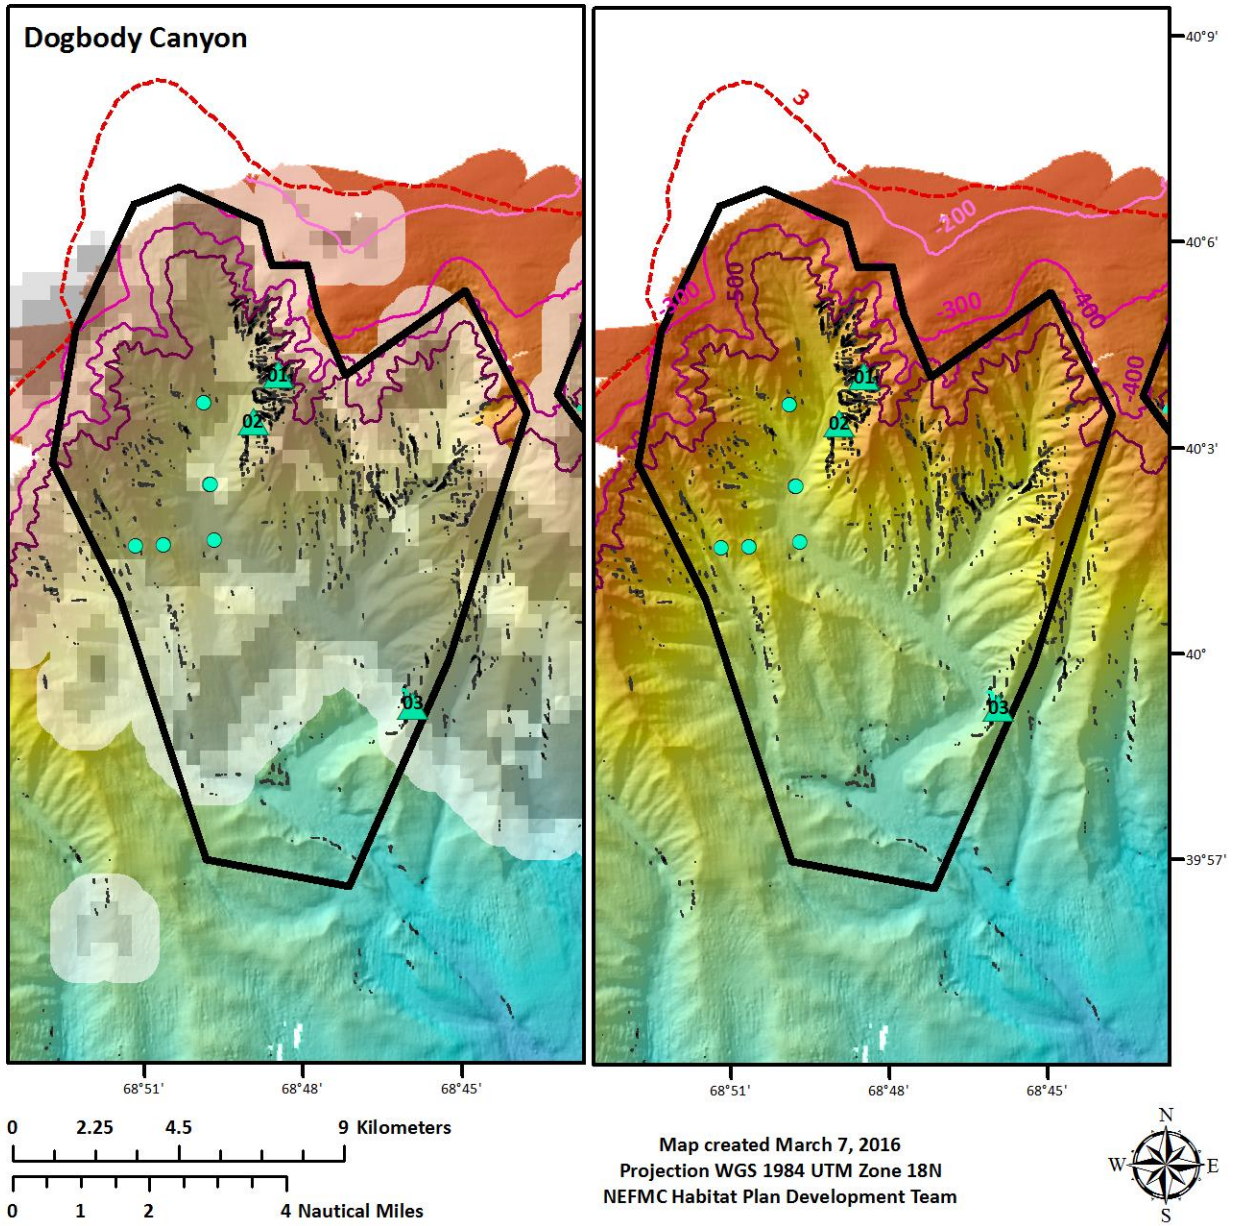 Dogbody Canyon
01
02
03
3
-200
-300
-500
-300
-400
-400
01
02
03
40°9'
40°6'
40°3'
40°
39°57'
68°51'
68°48'
68°45'
68°51'
68°48'
68°45'
0 2.25 4.5 9 Kilometers
0 1 2 4 Nautical Miles
Map created March 7, 2016
Projection WGS 1984 UTM Zone 18N
NEFMC Habitat Plan Development Team
N
W E
S